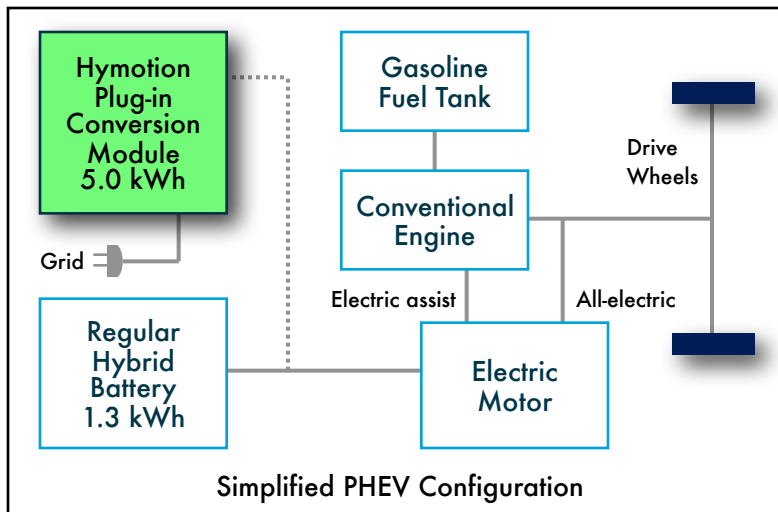 Hymotion
Plug-in
Conversion
Module
5.0 kWh
Gasoline
Fuel Tank
Drive
Wheels
Conventional
Engine
Grid
Electric assist
All-electric
Regular
Hybrid
Battery
1.3 kWh
Electric
Motor
Simplified PHEV Configuration